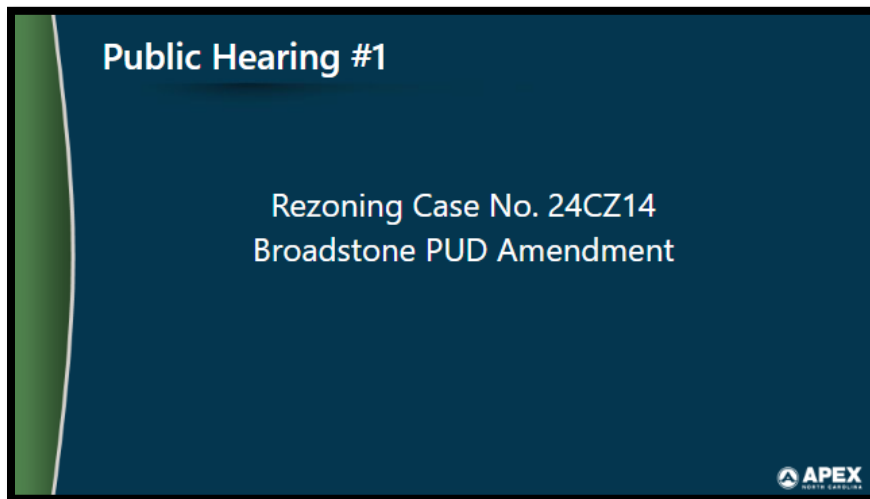 Public Hearing #1
Rezoning Case No. 24CZ14
Broadstone PUD Amendment
APEX
NORTH CAROLINA